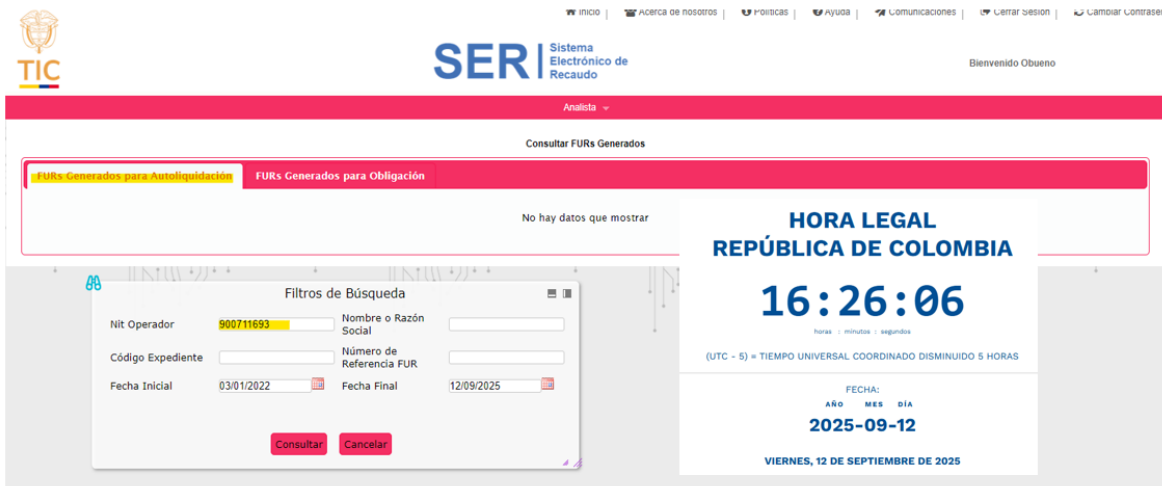 Inicio | Acerca de nosotros | Políticas | Ayuda | Comunicaciones | Cerrar Sesión | Cambiar Contraseñ
TIC
SER | Sistema
Electrónico de
Recaudo
Bienvenido Obueno
Analista
Consultar FURs Generados
FURs Generados para Autoliquidación FURs Generados para Obligación
No hay datos que mostrar
Filtros de Búsqueda
Nit Operador 900711693 Nombre o Razón
Social
Código Expediente Número de
Referencia FUR
Fecha Inicial 03/01/2022 Fecha Final 12/09/2025
Consultar Cancelar
HORA LEGAL
REPÚBLICA DE COLOMBIA
16:26:06
horas : minutos : segundos
(UTC - 5) = TIEMPO UNIVERSAL COORDINADO DISMINUIDO 5 HORAS
FECHA:
AÑO MES DÍA
2025-09-12
VIERNES, 12 DE SEPTIEMBRE DE 2025